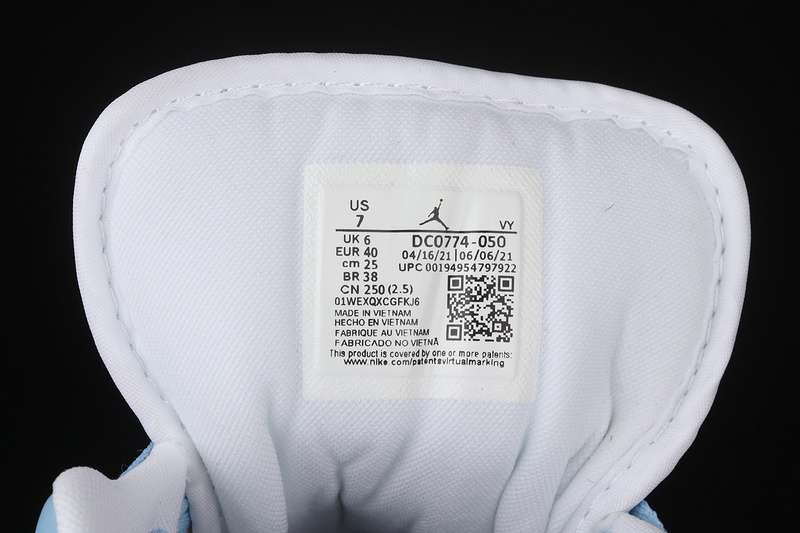 US
7
VY
UK 6
EUR 40
cm 25
BR 38
CN 250 (2.5)
DC0774-050
04/16/21 | 06/06/21
UPC 00194954797922
01WEXQXCGFKJ6
MADE IN VIETNAM
HECHO EN VIETNAM
FABRIQUE AU VIETNAM
FABRICADO NO VIETNÃ
This product is covered by one or more patents:
www.nike.com/patentsvirtualmarking